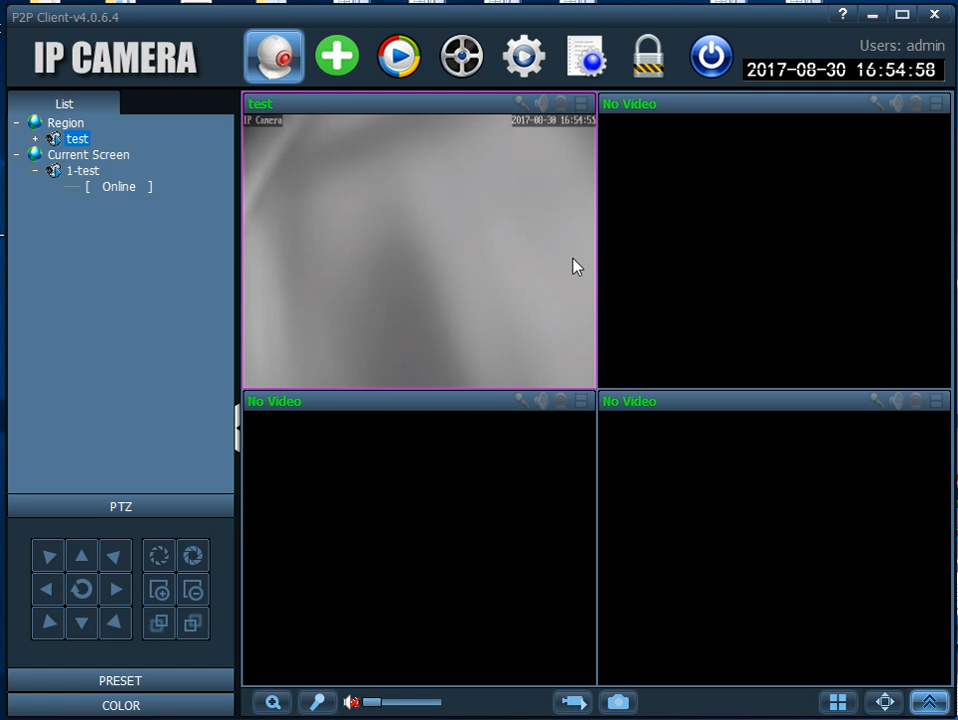 P2P Client-v4.0.6.4
?
IP CAMERA
Users: admin
2017-08-30 16:54:58
List
Region
test
Current Screen
1-test
[ Online ]
test
IP Camera
2017-08-30 16:54:53
No Video
No Video
No Video
PTZ
PRESET
COLOR